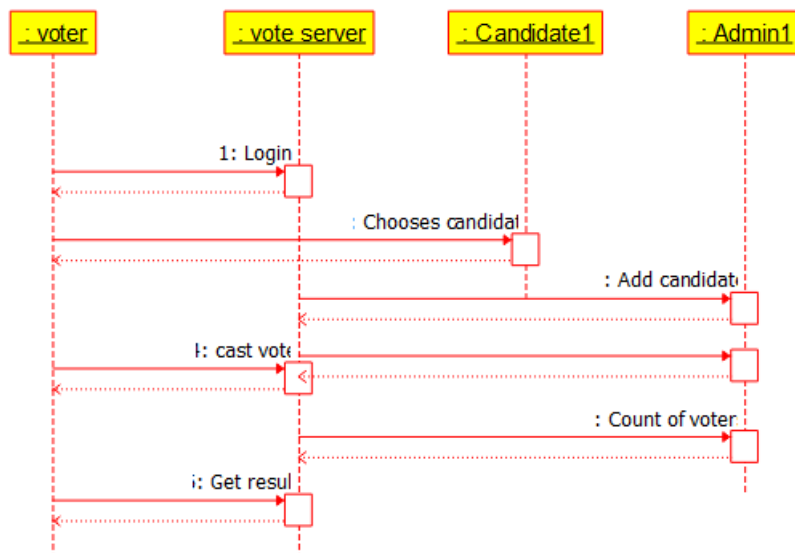 : voter
: vote server
: Candidate1
: Admin1
1: Login
: Chooses candidat
: Add candidat
: cast vote
: Count of voter
: Get resul